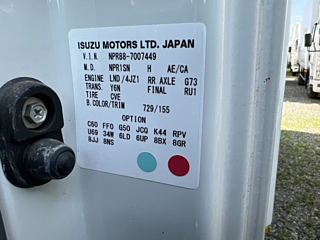 ISUZU MOTORS LTD. JAPAN
V.I.N. NPR88-7007449
M.D. NPR1SN H AE/CA
ENGINE LND/4JZ1 RR AXLE G73
TRANS. Y6N FINAL RU1
TIRE CVE
B.COLOR/TRIM 729/155
OPTION
C60 FFO G50 JCQ K44 RPV
U69 34W 6LD 6UP 8BX 8GR
8JJ 8NS